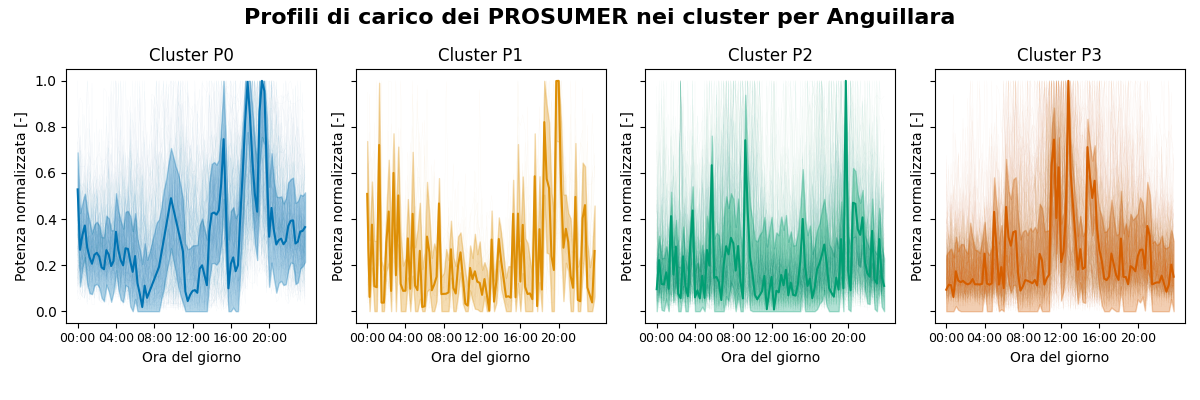 Profili di carico dei PROSUMER nei cluster per Anguillara
Cluster P0
Cluster P1
Cluster P2
Cluster P3
Potenza normalizzata [-]
1.0
0.8
0.6
0.4
0.2
0.0
00:00 04:00 08:00 12:00 16:00 20:00
Ora del giorno
Potenza normalizzata [-]
00:00 04:00 08:00 12:00 16:00 20:00
Ora del giorno
Potenza normalizzata [-]
00:00 04:00 08:00 12:00 16:00 20:00
Ora del giorno
Potenza normalizzata [-]
00:00 04:00 08:00 12:00 16:00 20:00
Ora del giorno